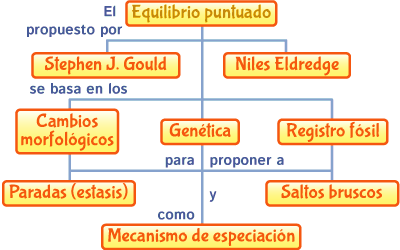 El Equilibrio puntuado
propuesto por
Stephen J. Gould Niles Eldredge
se basa en los
Cambios morfológicos
Genética
Registro fósil
para proponer a
Paradas (estasis) y Saltos bruscos
como
Mecanismo de especiación